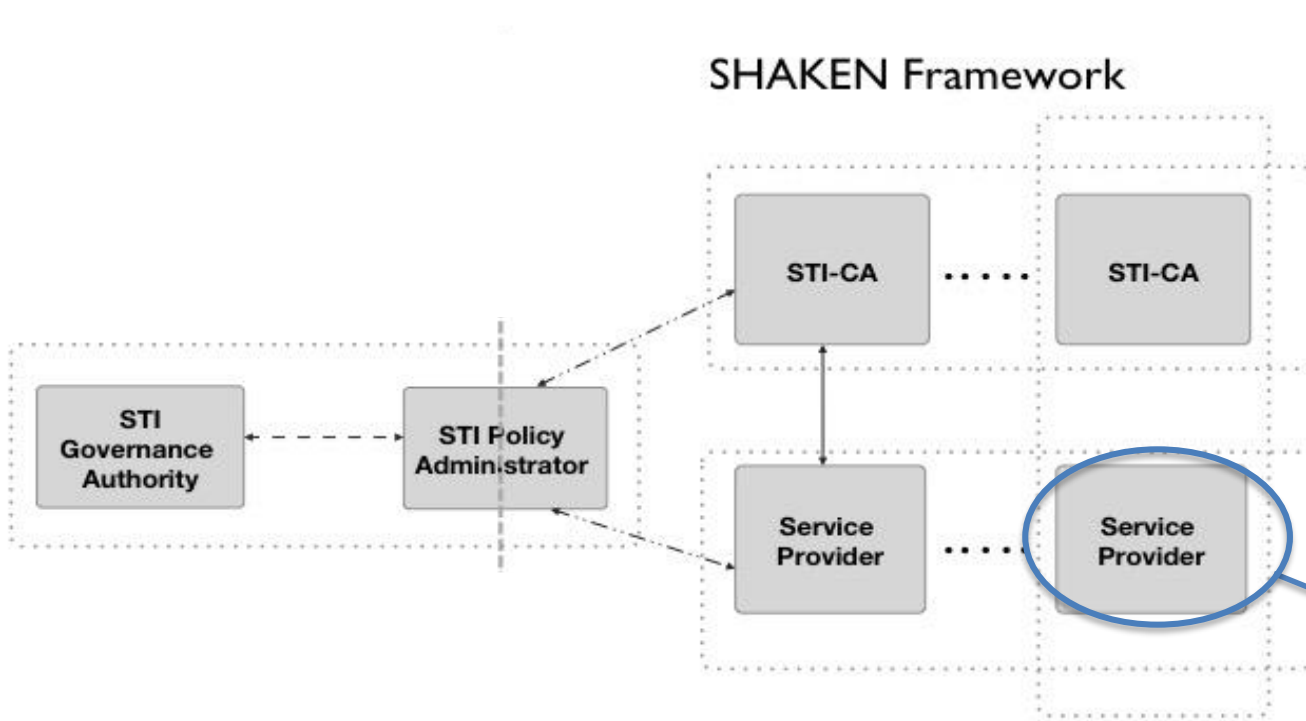 SHAKEN Framework
STI-CA
STI-CA
STI
Governance
Authority
STI Policy
Administrator
Service
Provider
Service
Provider